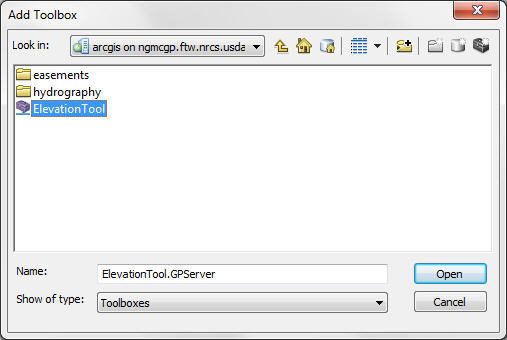 Add Toolbox
Look in: arcgis on ngmcgp.ftw.nrcs.usda
easements
hydrography
ElevationTool
Name: ElevationTool.GPServer Open
Show of type: Toolboxes Cancel